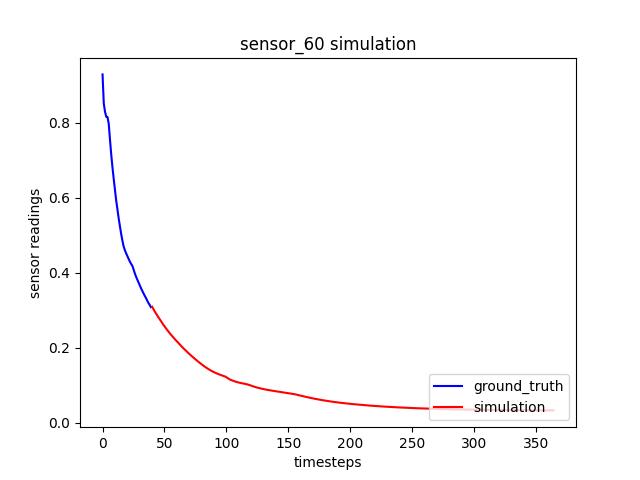 sensor_60 simulation
sensor readings
0.8
0.6
0.4
0.2
0.0
ground_truth
simulation
0 50 100 150 200 250 300 350
timesteps